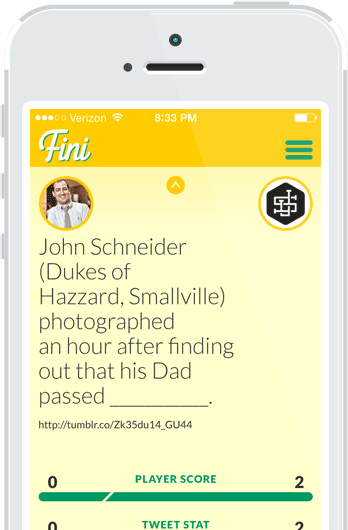 Verizon 8:33 PM
Fini
John Schneider
(Dukes of
Hazzard, Smallville)
photographed
an hour after finding
out that his Dad
passed __________.
http://tumblr.co/Zk35du14_GU44
0 PLAYER SCORE 2
0 TWEET STAT 2